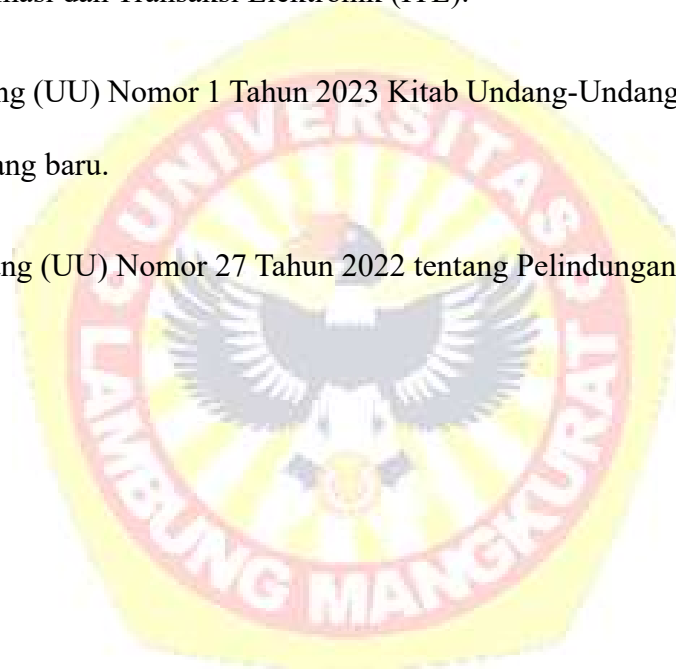 dan Transaksi Elektronik (ITE).
ng (UU) Nomor 1 Tahun 2023 Kitab Undang-Undang
ang baru.
ng (UU) Nomor 27 Tahun 2022 tentang Pelindungan
UNIVERSITAS
LAMBUNG MANGKURAT